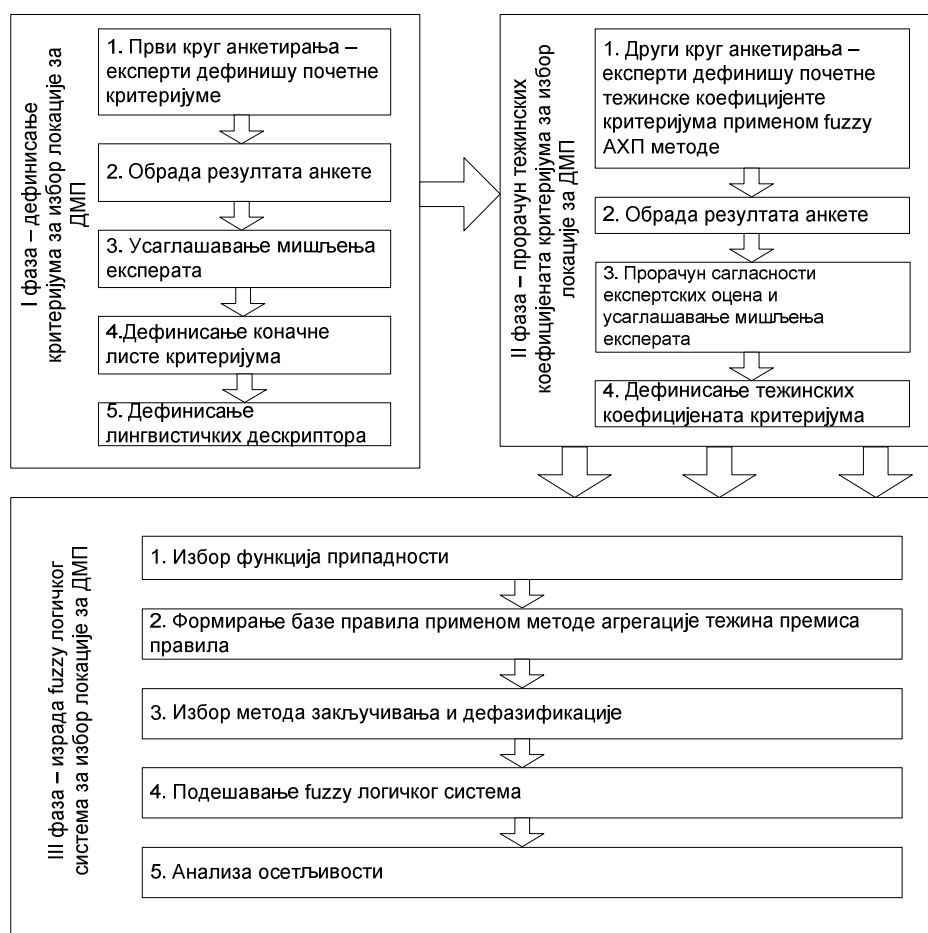 I фаза – дефинисање
критеријума за избор локације за
ДМП
1. Први круг анкетирања –
експерти дефинишу почетне
критеријуме
2. Обрада резултата анкете
3. Усаглашавање мишљења
експерата
4.Дефинисање коначне
листе критеријума
5. Дефинисање
лингвистичких дескриптора
II фаза – прорачун тежинских
коефицијената критеријума за избор
локације за ДМП
1. Други круг анкетирања –
експерти дефинишу почетне
тежинске коефицијенте
критеријума применом fuzzy
АХП методе
2. Обрада резултата анкете
3. Прорачун сагласности
експертских оцена и
усаглашавање мишљења
експерата
4. Дефинисање тежинских
коефицијената критеријума
III фаза – израда fuzzy логичког
система за избор локације за ДМП
1. Избор функција припадности
2. Формирање базе правила применом методе агрегације тежина премиса
правила
3. Избор метода закључивања и дефазификације
4. Подешавање fuzzy логичког система
5. Анализа осетљивости